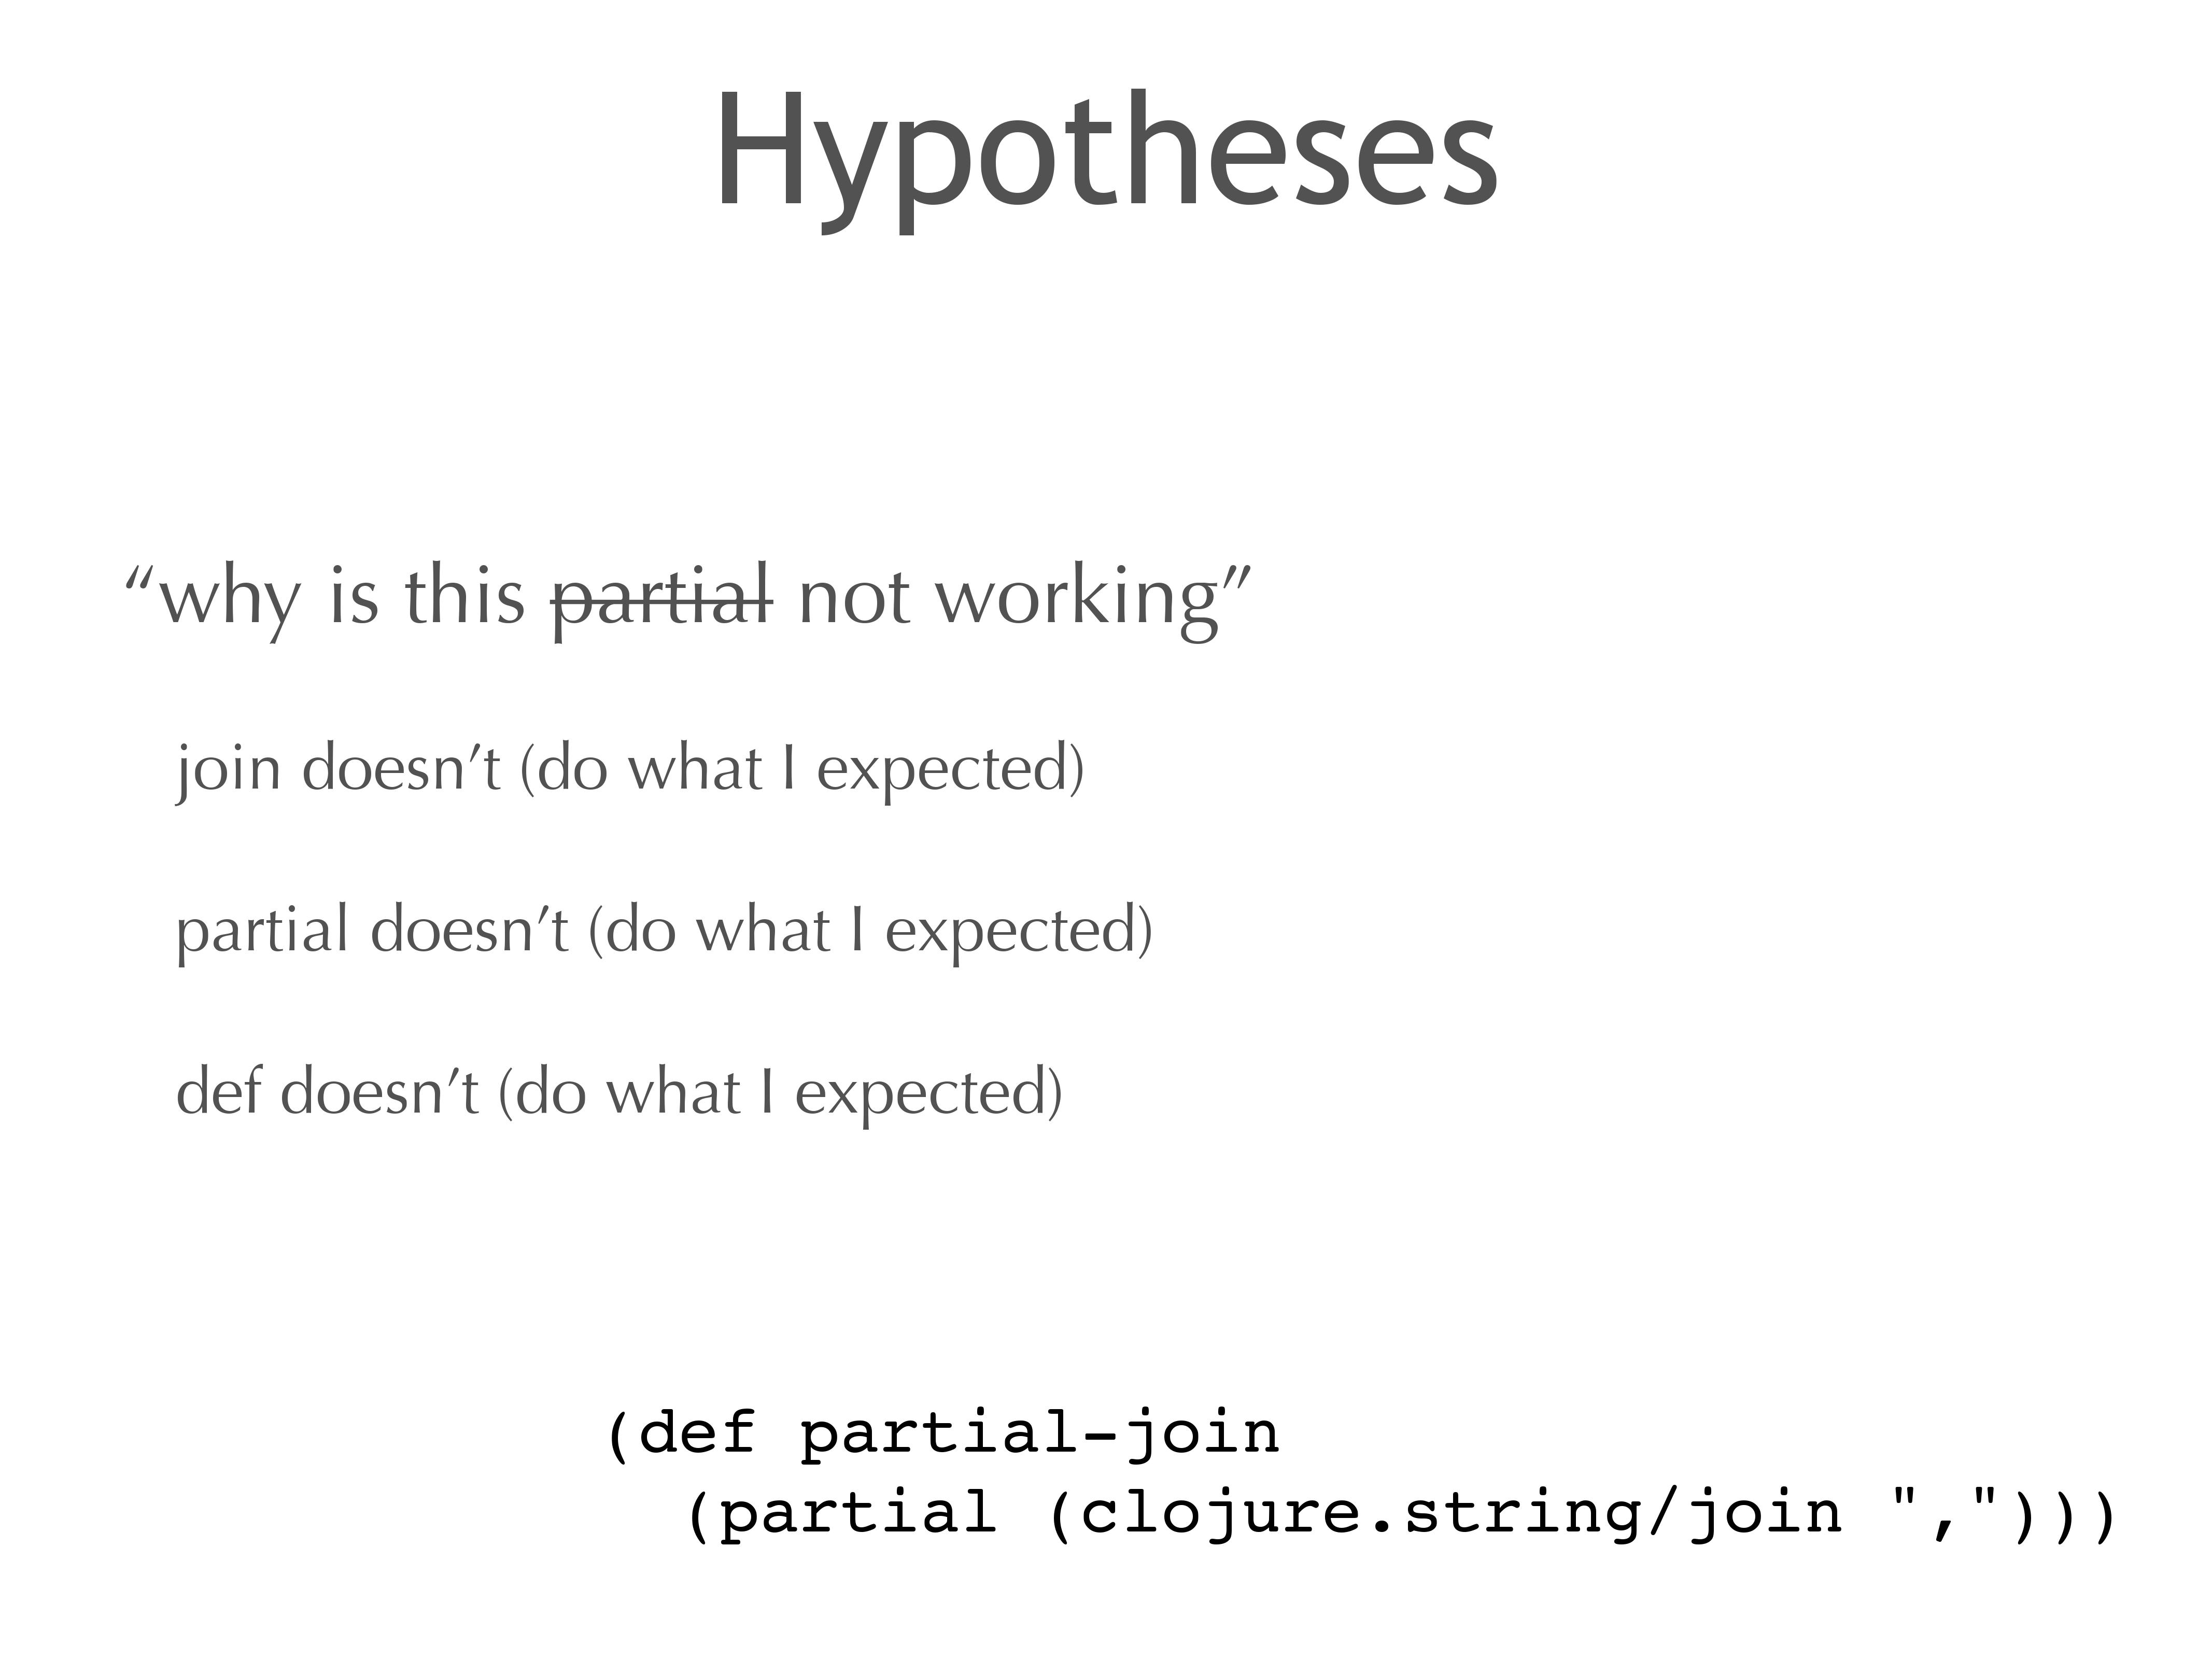 Hypotheses
“why is this partial not working”
join doesn’t (do what I expected)
partial doesn’t (do what I expected)
def doesn’t (do what I expected)
(def partial-join
(partial (clojure.string/join ",")))